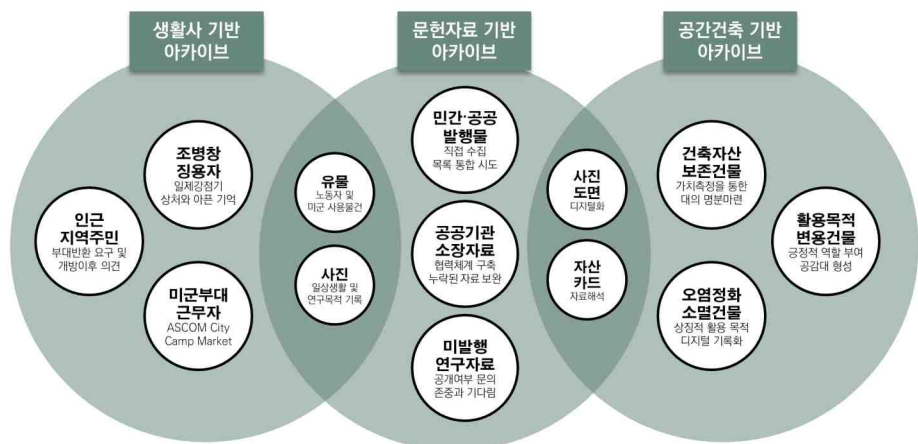 생활사 기반
아카이브
문헌자료 기반
아카이브
공간건축 기반
아카이브
조병창
징용자
일제강점기
상처와 아픈 기억
인근
지역주민
부대반환 요구 및
개방이후 의견
미군부대
근무자
ASCOM City
Camp Market
유물
노동자 및
미군 사용물건
사진
일상생활 및
연구목적 기록
민간·공공
발행물
직접 수집
목록 통합 시도
공공기관
소장자료
협력체계 구축
누락된 자료 보완
미발행
연구자료
공개여부 문의
존중과 기다림
사진
도면
디지털화
자산
카드
자료해석
건축자산
보존건물
가치측정을 통한
대의 명분마련
활용목적
변용건물
긍정적 역할 부여
공감대 형성
오염정화
소멸건물
상징적 활용 목적
디지털 기록화